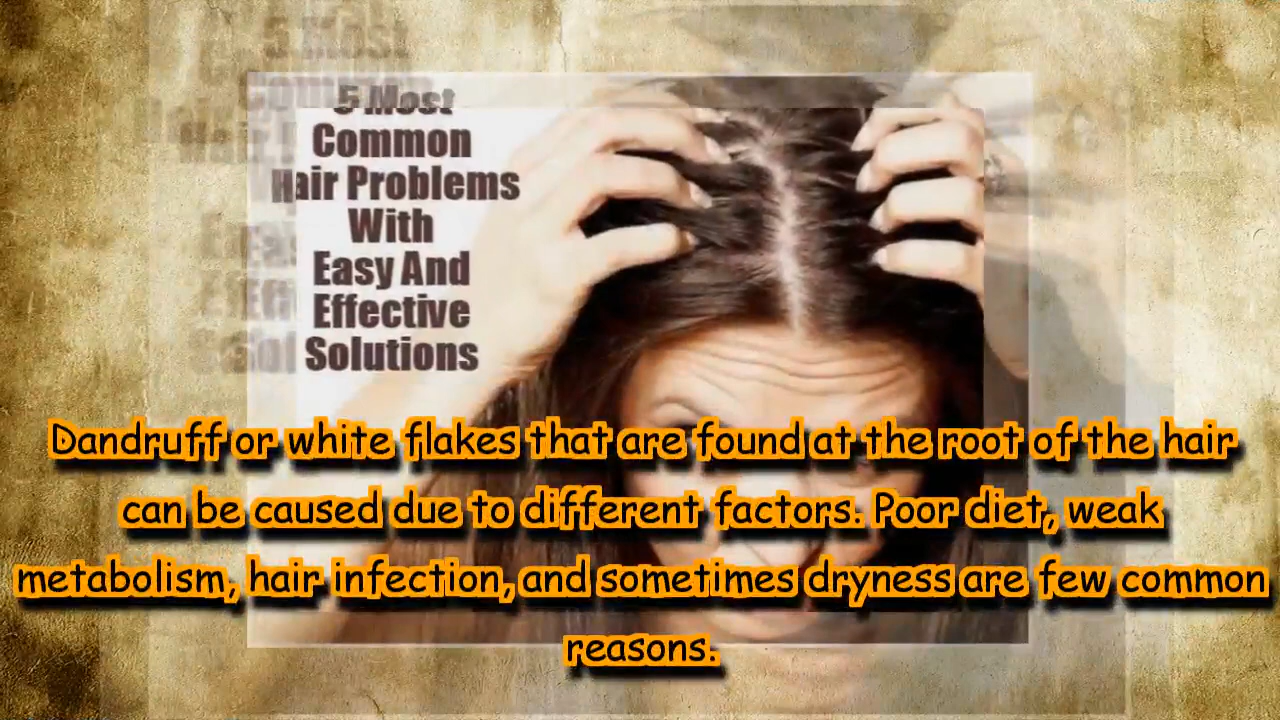 5 Most
Common
Hair Problems
With
Easy And
Effective
Solutions
Dandruff or white flakes that are found at the root of the hair
can be caused due to different factors. Poor diet, weak
metabolism, hair infection, and sometimes dryness are few common
reasons.